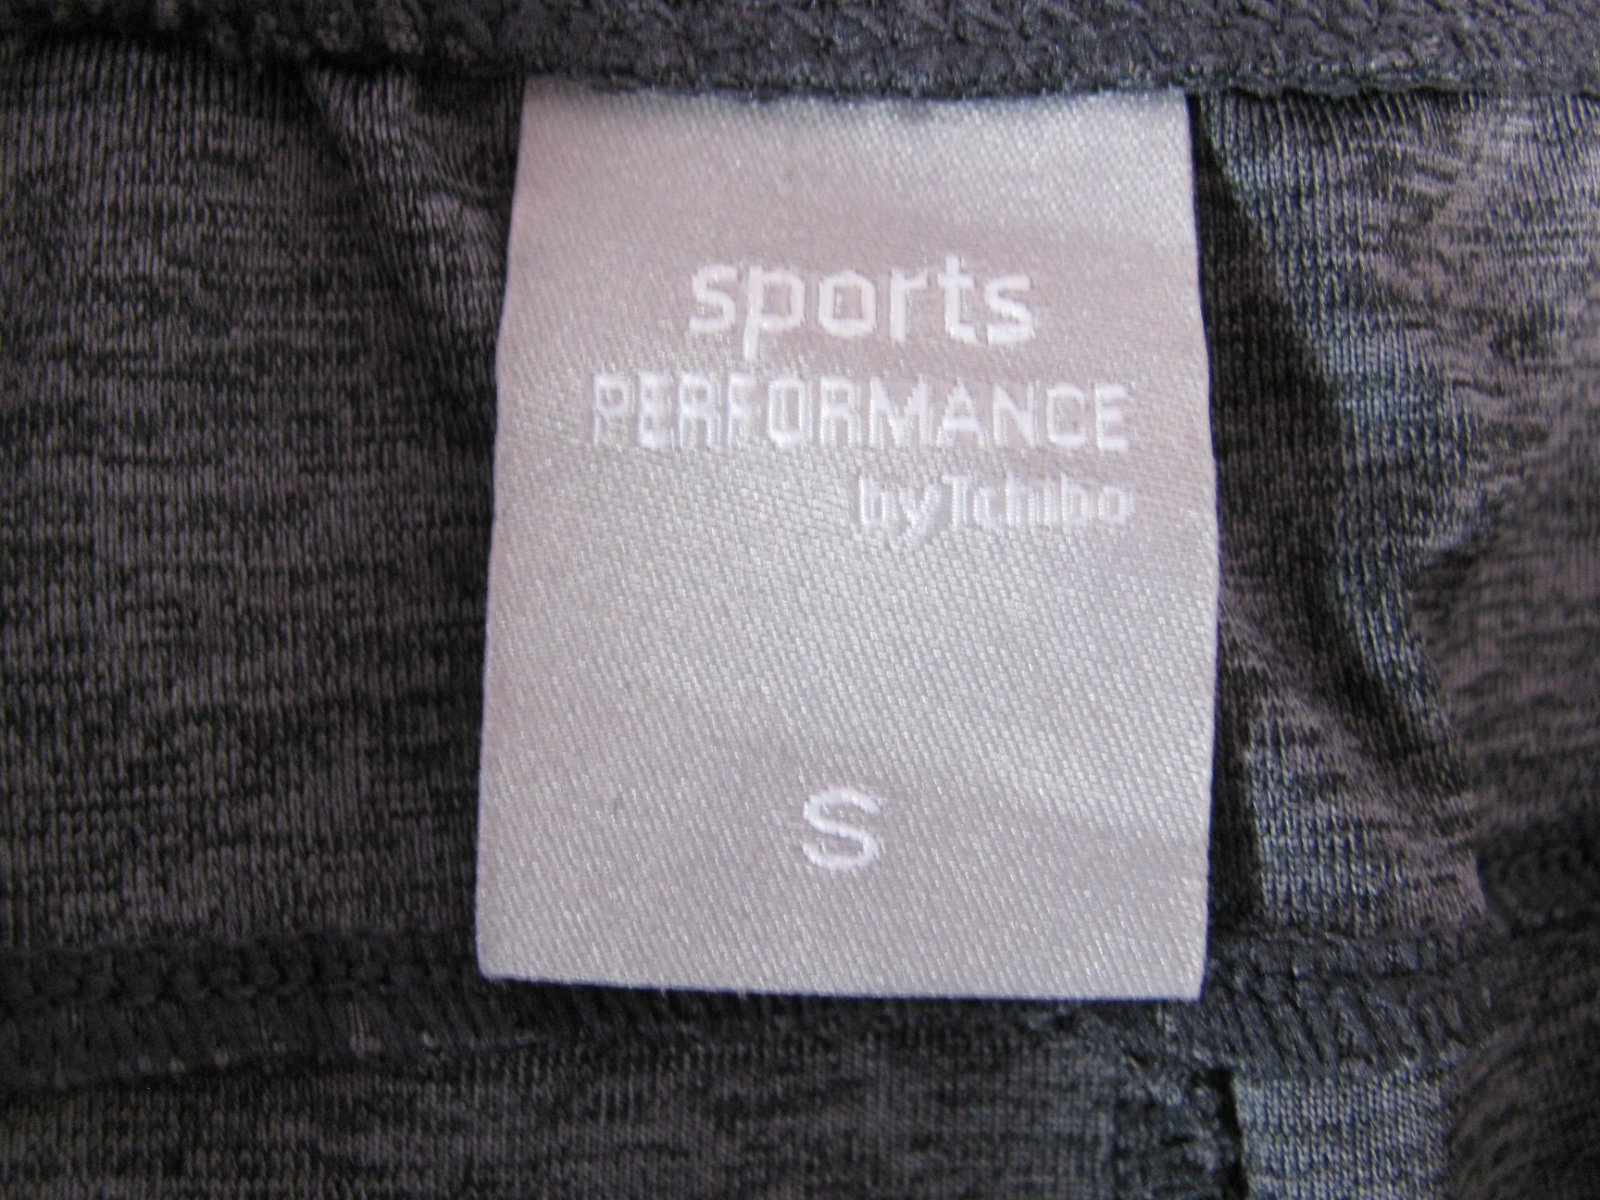 sports
PERFORMANCE
by Tchibo
S